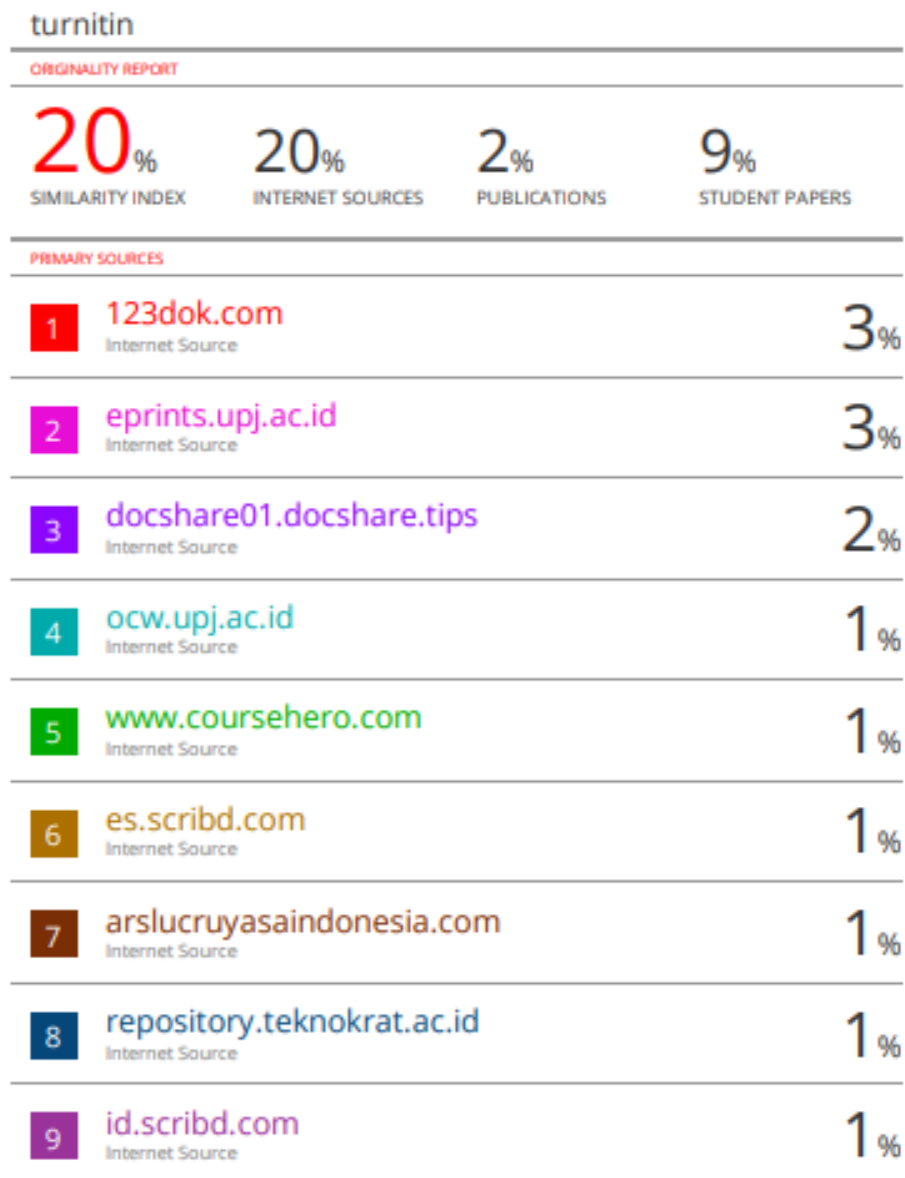 turnitin
ORIGINALITY REPORT
20% 20% 2% 9%
SIMILARITY INDEX INTERNET SOURCES PUBLICATIONS STUDENT PAPERS
PRIMARY SOURCES
1 123dok.com 3%
Internet Source
2 eprints.upj.ac.id 3%
Internet Source
3 docshare01.docshare.tips 2%
Internet Source
4 ocw.upj.ac.id 1%
Internet Source
5 www.coursehero.com 1%
Internet Source
6 es.scribd.com 1%
Internet Source
7 arslucruyasaindonesia.com 1%
Internet Source
8 repository.teknokrat.ac.id 1%
Internet Source
9 id.scribd.com 1%
Internet Source